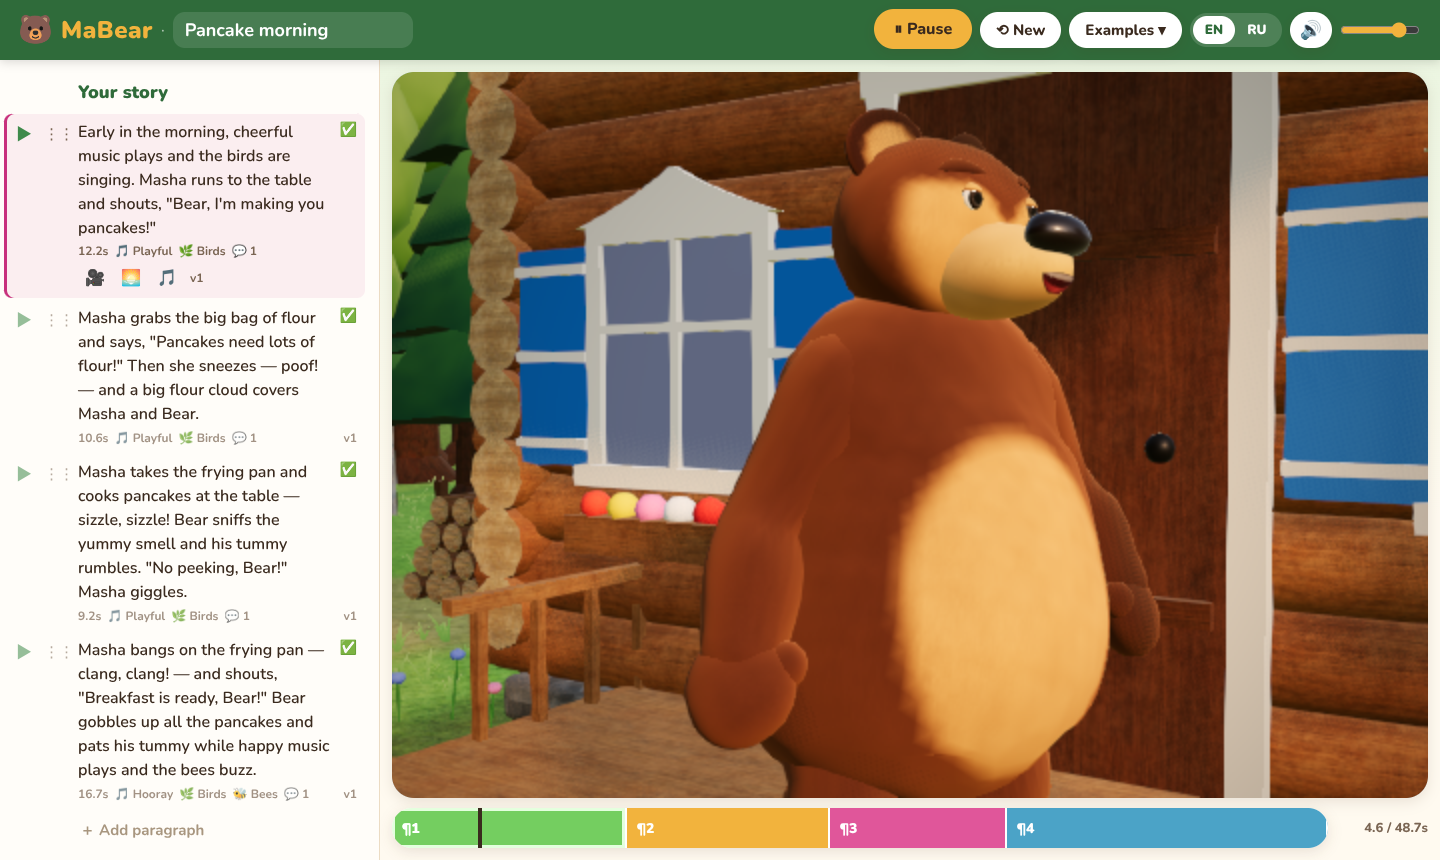 MaBear · Pancake morning
Pause
New
Examples ▾
EN
RU
Your story
Early in the morning, cheerful
music plays and the birds are
singing. Masha runs to the table
and shouts, "Bear, I'm making you
pancakes!"
12.2s Playful Birds 1
v1
Masha grabs the big bag of flour
and says, "Pancakes need lots of
flour!" Then she sneezes — poof!
— and a big flour cloud covers
Masha and Bear.
10.6s Playful Birds 1 v1
Masha takes the frying pan and
cooks pancakes at the table —
sizzle, sizzle! Bear sniffs the
yummy smell and his tummy
rumbles. "No peeking, Bear!"
Masha giggles.
9.2s Playful Birds 1 v1
Masha bangs on the frying pan —
clang, clang! — and shouts,
"Breakfast is ready, Bear!" Bear
gobbles up all the pancakes and
pats his tummy while happy music
plays and the bees buzz.
16.7s Hooray Birds Bees 1 v1
+ Add paragraph
¶1
¶2
¶3
¶4
4.6 / 48.7s